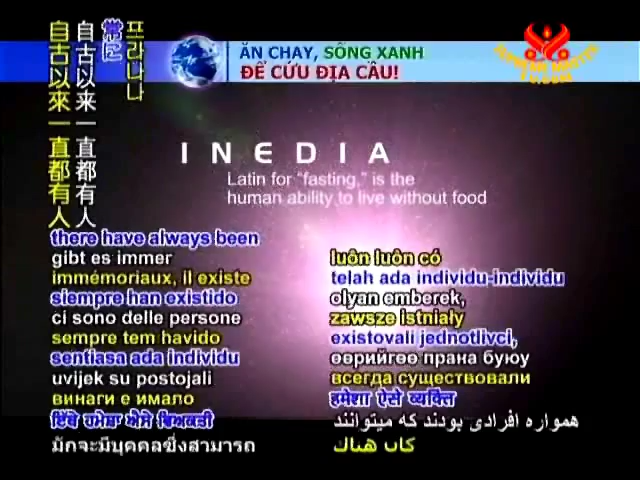 ĂN CHAY, SỐNG XANH
ĐỂ CỨU ĐỊA CẦU!
SUPREME MASTER
프라나나
常に
自古以來一直都有人
自古以来一直都有人
INEDIA
Latin for “fasting,” is the
human ability to live without food
there have always been
gibt es immer
immémoriaux, il existe
siempre han existido
ci sono delle persone
sempre tem havido
sentiasa ada individu
uvijek su postojali
винаги е имало
ਇੱਥੇ ਹਮੇਸ਼ਾ ਐਸੇ ਵਿਅਕਤੀ
มักจะมีบุคคลซึ่งสามารถ
luôn luôn có
telah ada individu-individu
olyan emberek,
zawsze istniały
existovali jednotlivci,
өөрийгөө прана буюу
всегда существовали
हमेशा ऐसे व्यक्ति
همواره افرادی بودند که میتوانند
كان هناك